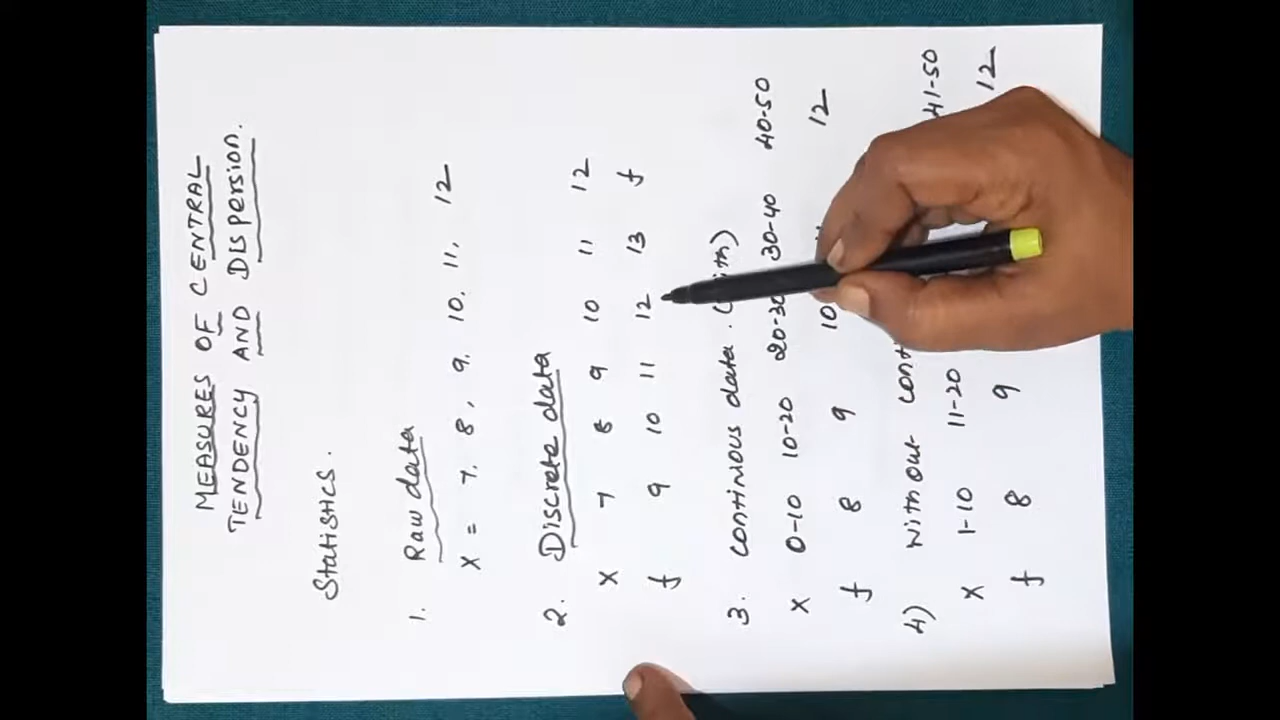 MEASURES OF CENTRAL
TENDENCY AND DISPERSION.
Statistics.
1. Raw data
X = 7, 8, 9, 10, 11, 12
2. Discrete data
X 7 8 9 10 11 12
f 9 10 11 12 13 f
3. continuous data. (with)
X 0-10 10-20 20-30 30-40 40-50
f 8 9 10 12
4) without
X 1-10 11-20 41-50
f 8 9 12